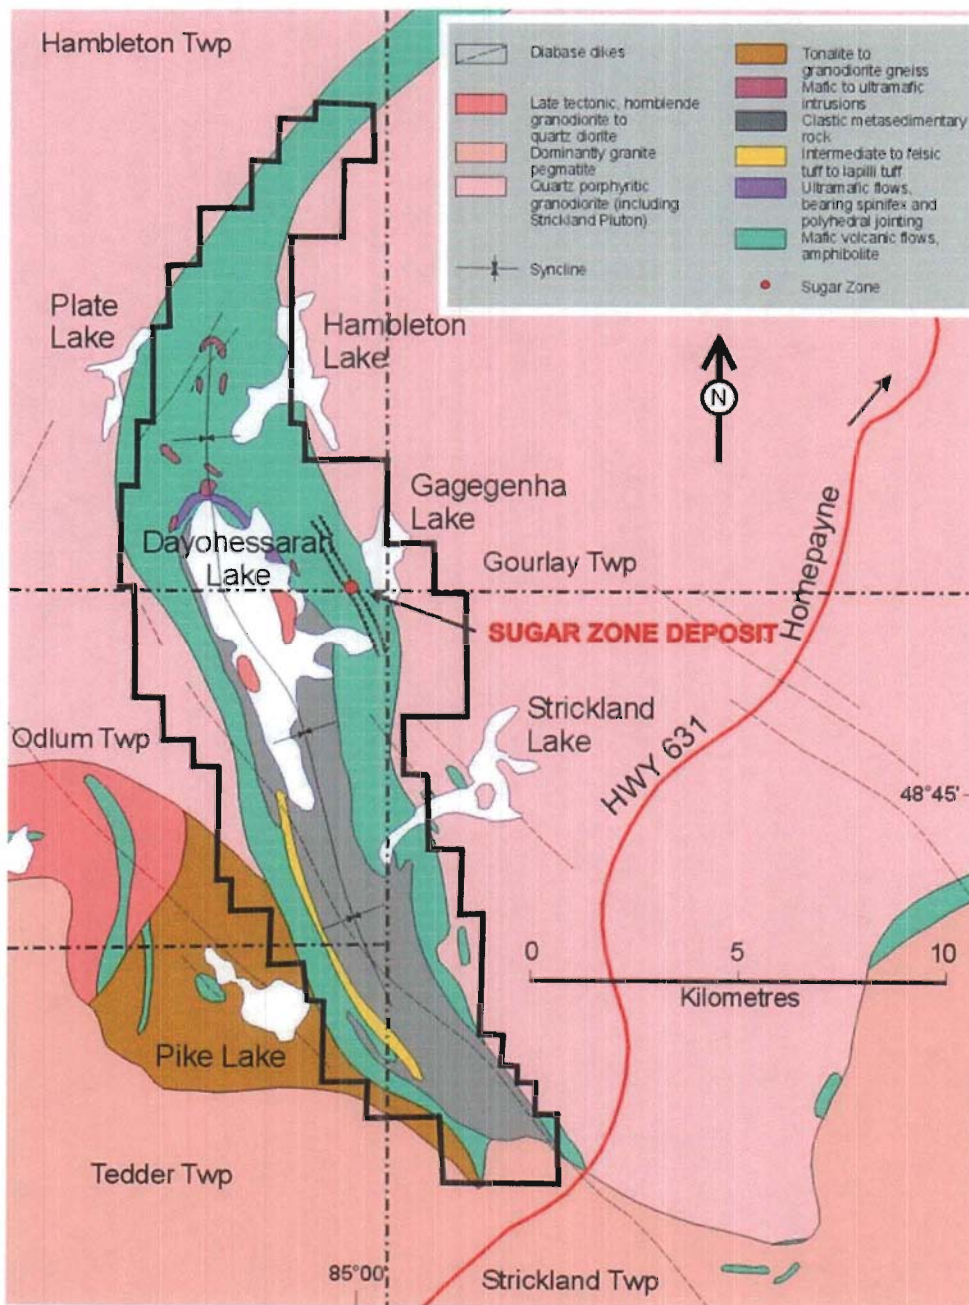 Hambleton Twp
Diabase dikes
Late tectonic, hornblende
granodiorite to
quartz diorite
Dominantly granite
pegmatite
Quartz porphyritic
granodiorite (including
Strickland Pluton)
Syncline
Tonalite to
granodiorite gneiss
Mafic to ultramafic
intrusions
Clastic metasedimentary
rock
Intermediate to felsic
tuff to lapilli tuff
Ultramafic flows,
bearing spinifex and
polyhedral jointing
Mafic volcanic flows,
amphibolite
Sugar Zone
Plate
Lake
Hambleton
Lake
N
Gagegenha
Lake
Dayohessarah
Lake
Gourlay Twp
Hornepayne
SUGAR ZONE DEPOSIT
Strickland
Lake
Odlum Twp
HWY 631
48°45'
0 5 10
Kilometres
Pike Lake
Tedder Twp
85°00'
Strickland Twp